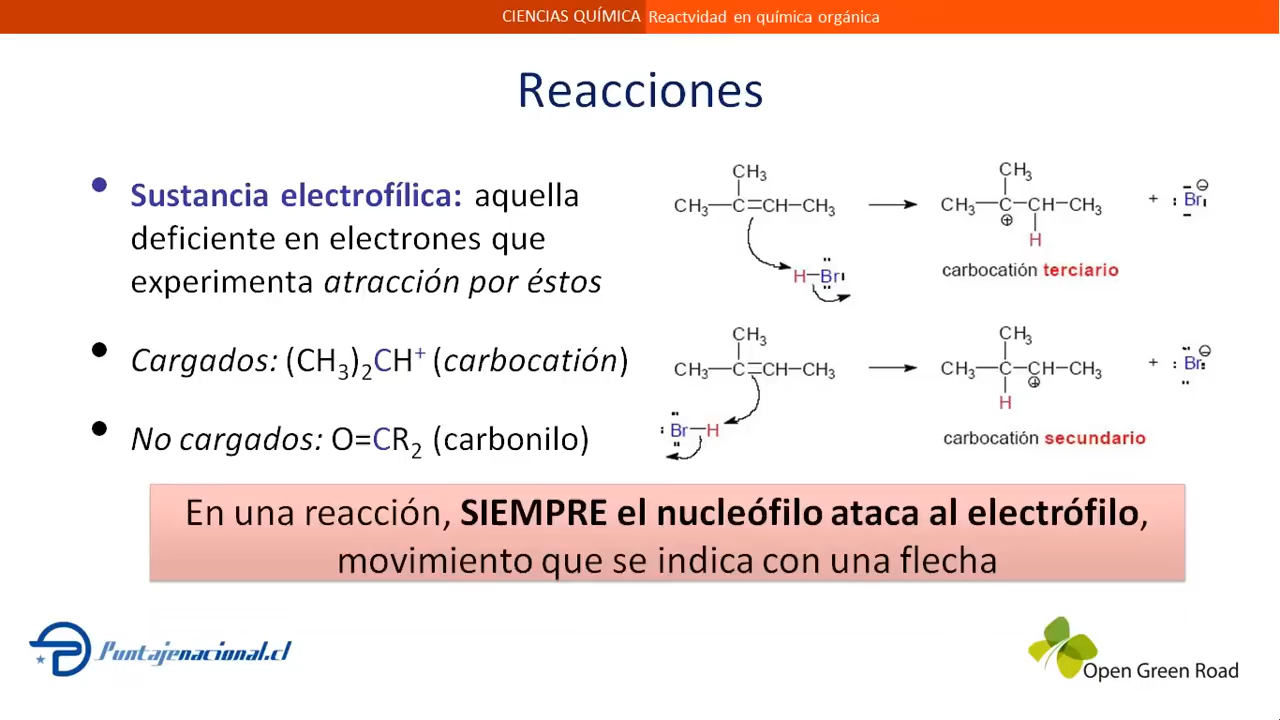 CIENCIAS QUÍMICA Reactvidad en química orgánica
Reacciones
• Sustancia electrofílica: aquella
deficiente en electrones que
experimenta atracción por éstos
• Cargados: (CH₃)₂CH⁺ (carbocatión)
• No cargados: O=CR₂ (carbonilo)
CH₃
CH₃—C=CH—CH₃
H—Br
CH₃
CH₃—C—CH—CH₃ + Br
⊕
H
carbocatión terciario
CH₃
CH₃—C=CH—CH₃
Br—H
CH₃
CH₃—C—CH—CH₃ + Br
⊕
H
carbocatión secundario
En una reacción, SIEMPRE el nucleófilo ataca al electrófilo,
movimiento que se indica con una flecha
Puntajenacional.cl
Open Green Road